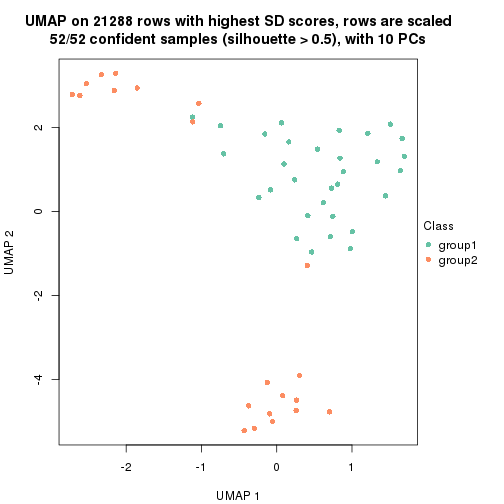 UMAP on 21288 rows with highest SD scores, rows are scaled
52/52 confident samples (silhouette > 0.5), with 10 PCs
2
0
-2
-4
UMAP 2
-2
-1
0
1
UMAP 1
Class
group1
group2